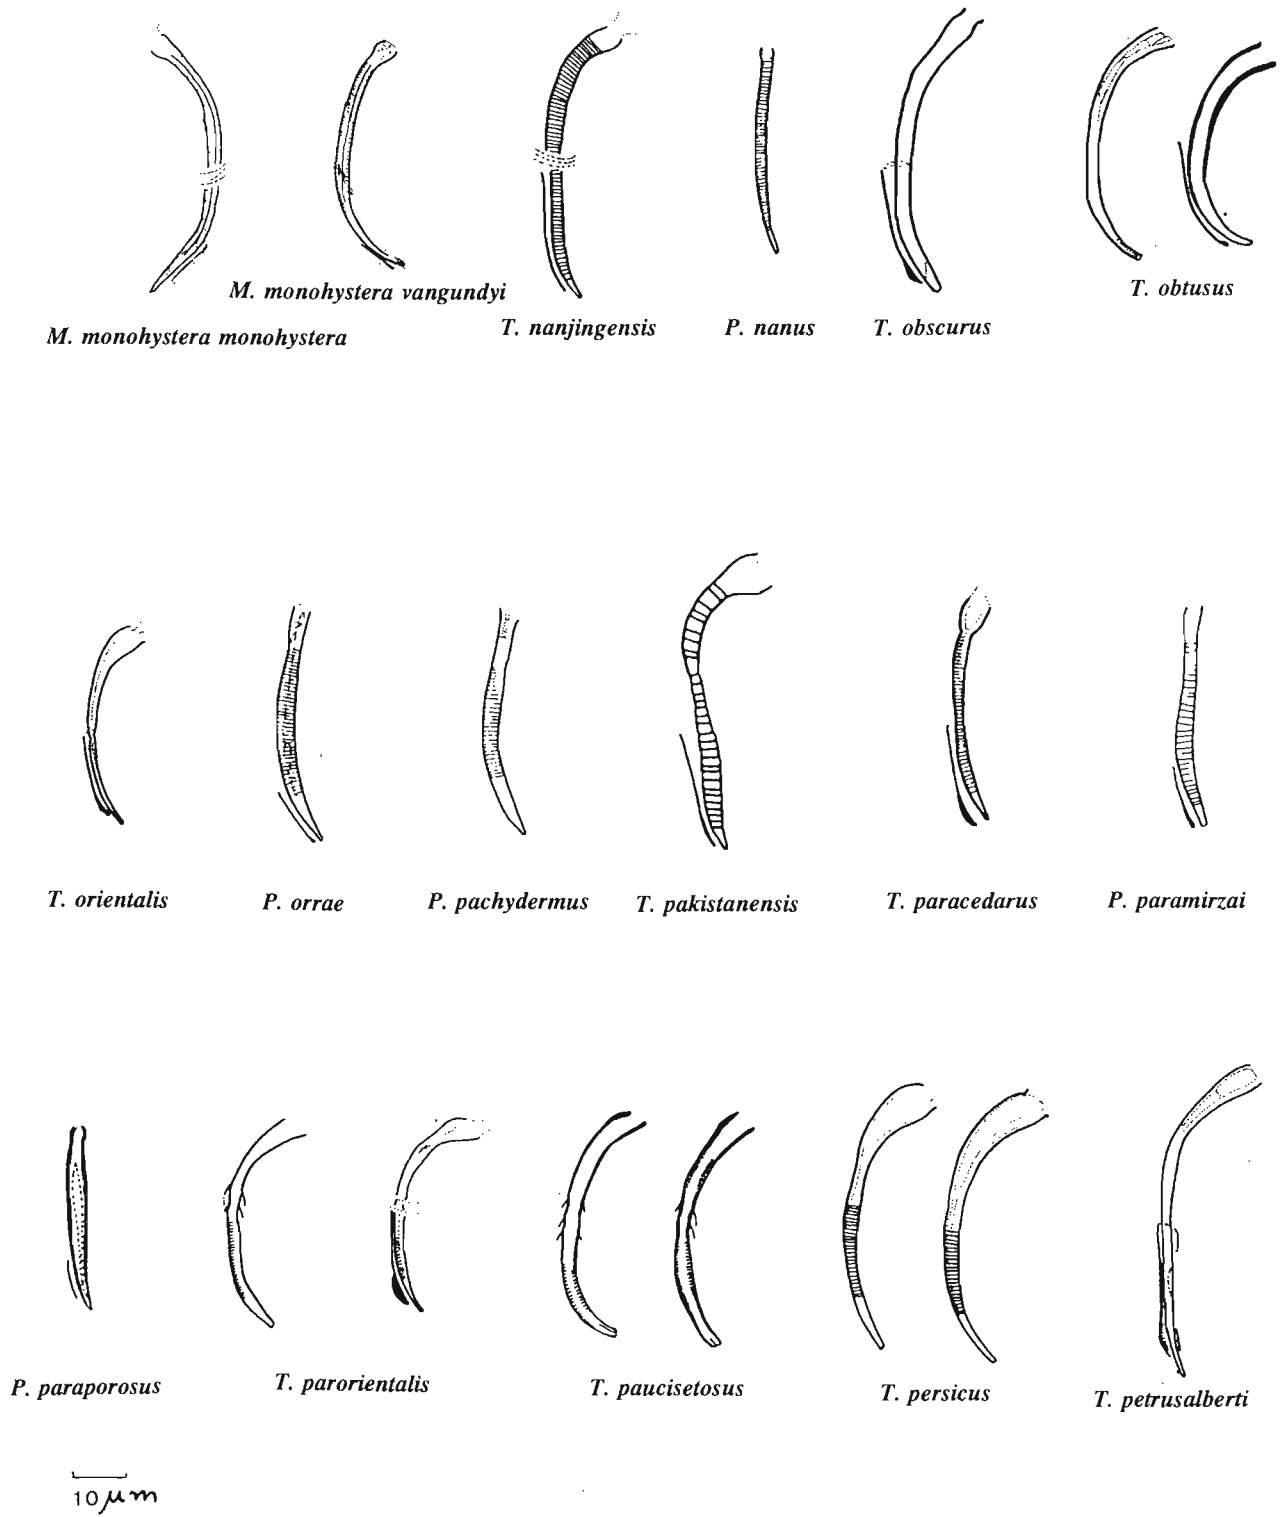 M. monohystera vangundyi
M. monohystera monohystera
T. nanjingensis
P. nanus
T. obscurus
T. obtusus
T. orientalis
P. orrae
P. pachydermus
T. pakistanensis
T. paracedarus
P. paramirzai
P. paraporosus
T. parorientalis
T. paucisetosus
T. persicus
T. petrusalberti
10 μm